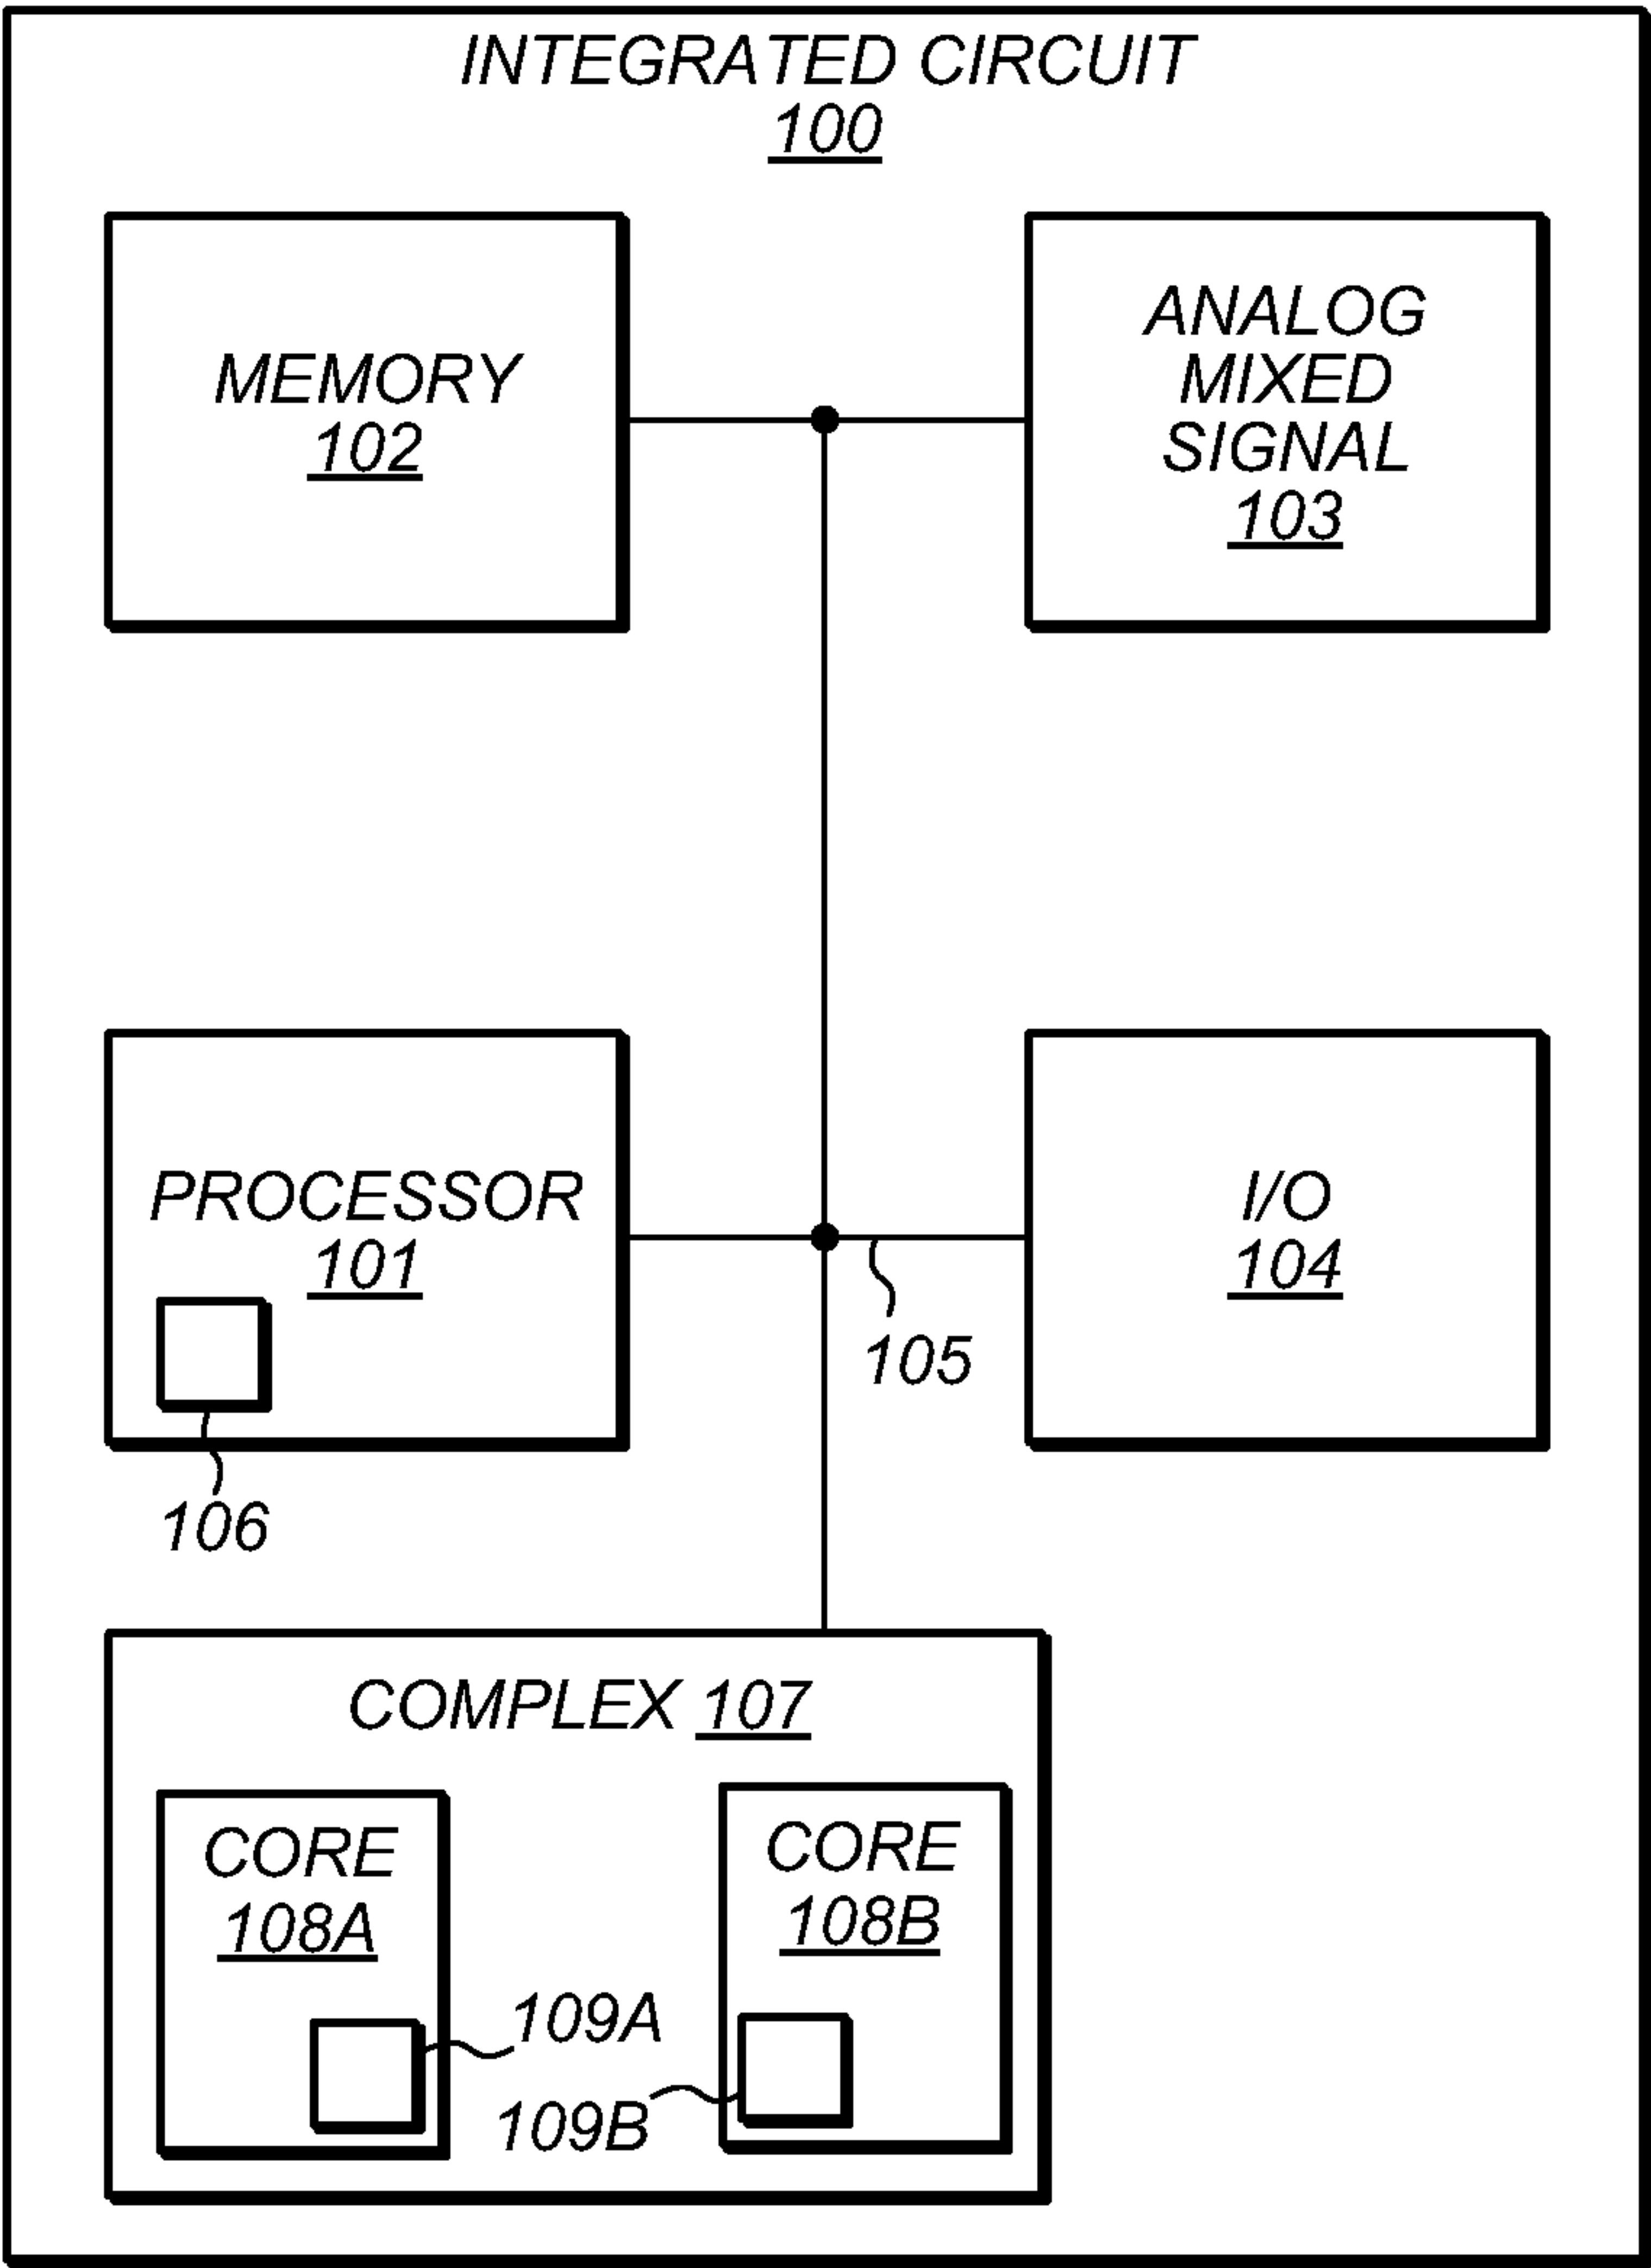 INTEGRATED CIRCUIT
100
MEMORY
102
ANALOG
MIXED
SIGNAL
103
PROCESSOR
101
I/O
104
105
106
COMPLEX 107
CORE
108A
CORE
108B
109A
109B